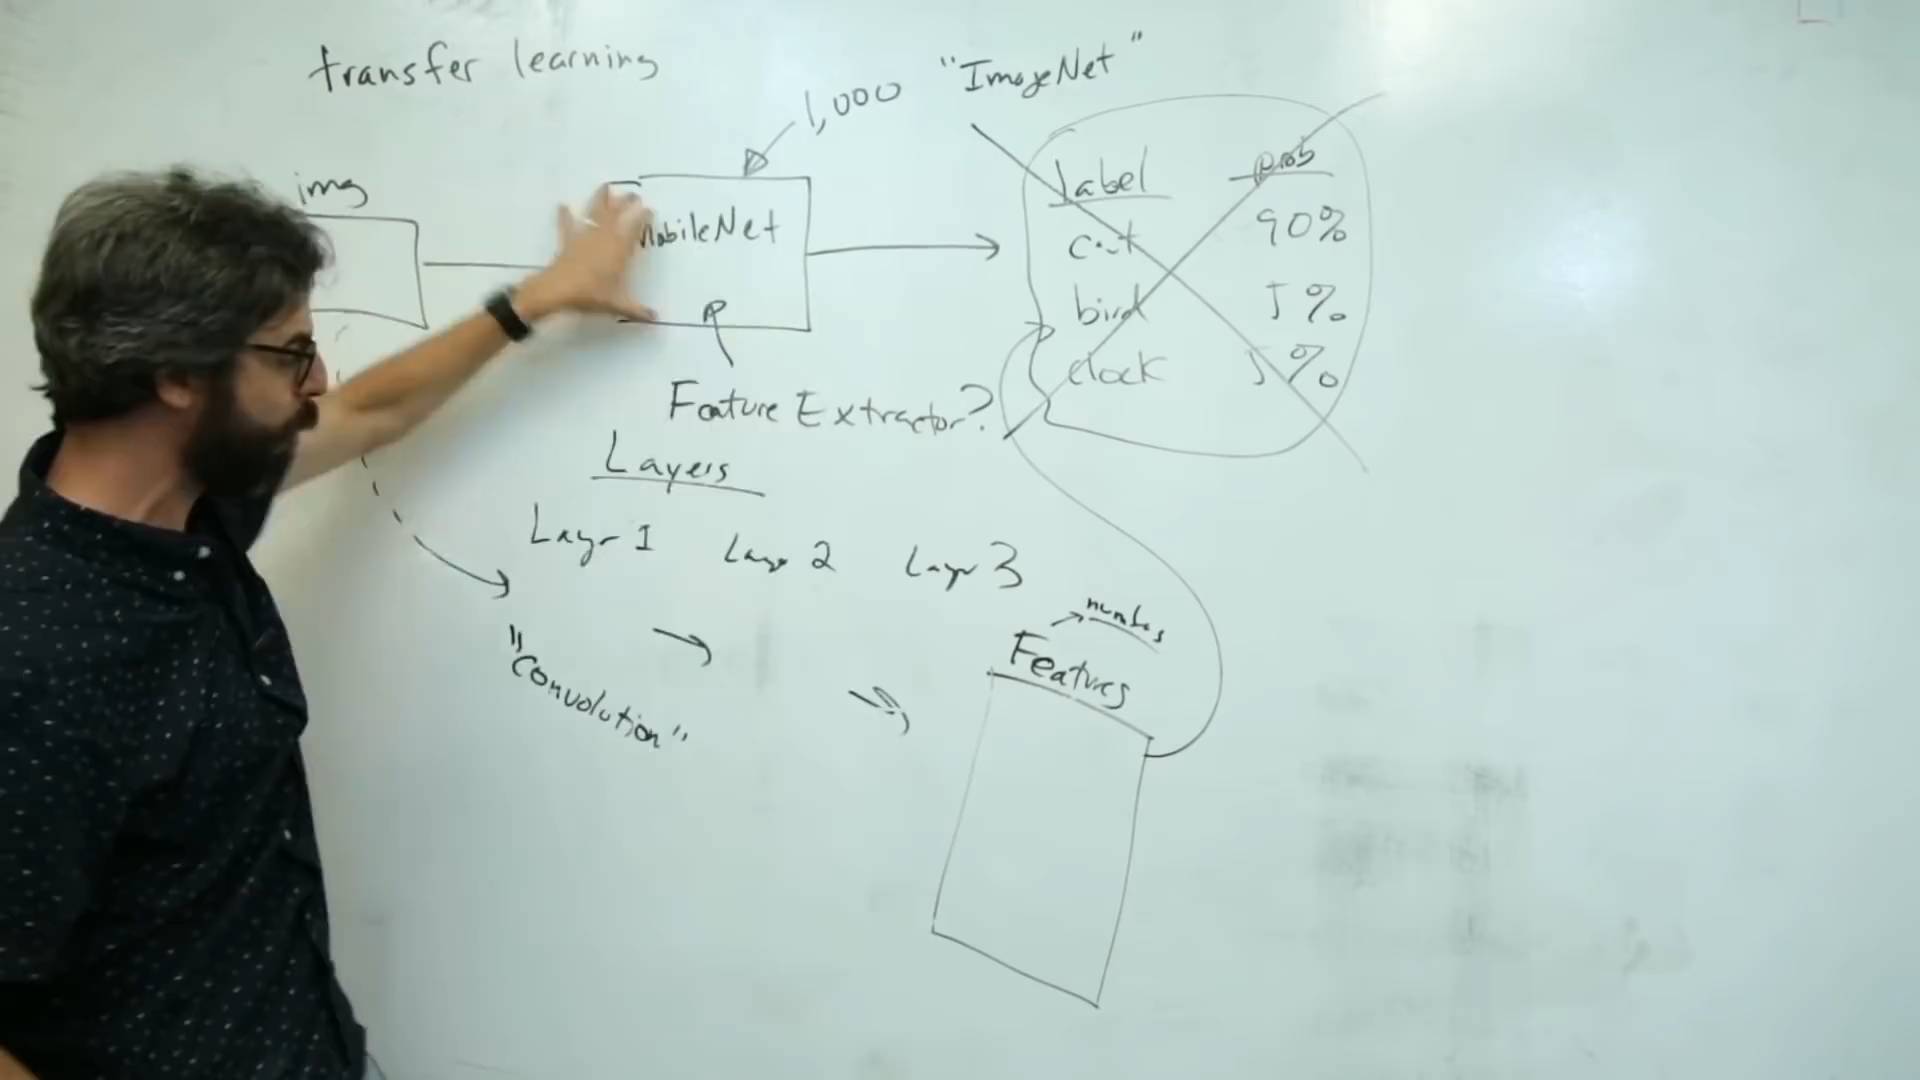 transfer learning
1,000
"ImageNet"
img
MobileNet
label prob
cat 90%
bird 5%
clock 5%
Feature Extractor?
Layers
Layer 1 Layer 2 Layer 3
numbers
Features
"Convolution"